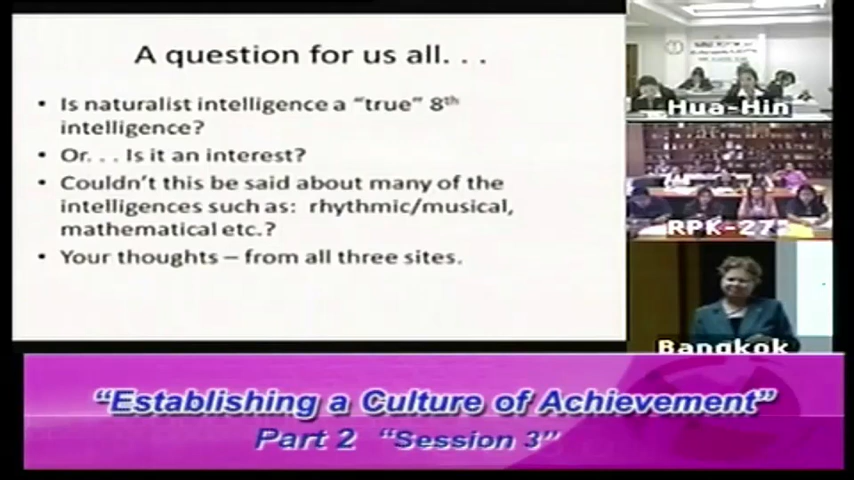 A question for us all. . .
• Is naturalist intelligence a “true” 8th
intelligence?
• Or. . . Is it an interest?
• Couldn’t this be said about many of the
intelligences such as:  rhythmic/musical,
mathematical etc.?
• Your thoughts – from all three sites.
Hua-Hin
RPK-27
Bangkok
“Establishing a Culture of Achievement”
Part 2 “Session 3”